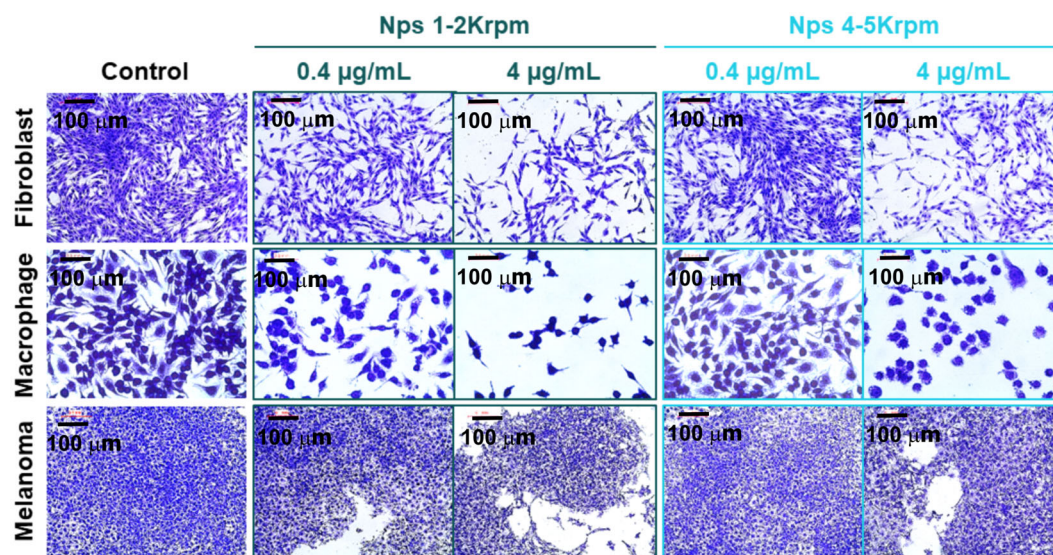 Nps 1-2Krpm
Nps 4-5Krpm
Control
0.4 µg/mL
4 µg/mL
0.4 µg/mL
4 µg/mL
Fibroblast
100 µm
100 µm
100 µm
100 µm
100 µm
Macrophage
100 µm
100 µm
100 µm
100 µm
100 µm
Melanoma
100 µm
100 µm
100 µm
100 µm
100 µm